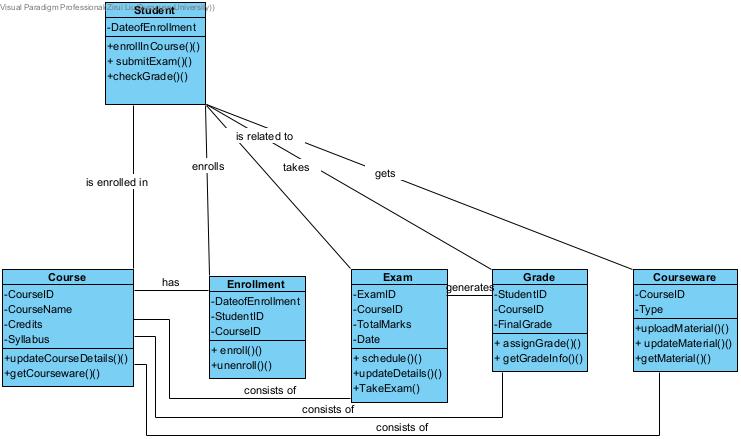 Visual Paradigm Professional
Student
-DateofEnrollment
+enrollInCourse()()
+ submitExam()()
+checkGrade()()
is enrolled in
enrolls
is related to
takes
gets
Course
-CourseID
-CourseName
-Credits
-Syllabus
+updateCourseDetails()()
+getCourseware()()
has
Enrollment
-DateofEnrollment
-StudentID
-CourseID
+ enroll()()
+unenroll()()
Exam
-ExamID
-CourseID
-TotalMarks
-Date
+ schedule()()
+updateDetails()()
+TakeExam()
generates
Grade
-StudentID
-CourseID
-FinalGrade
+ assignGrade()()
+ getGradeInfo()()
Courseware
-CourseID
-Type
+uploadMaterial()()
+ updateMaterial()()
+getMaterial()()
consists of
consists of
consists of